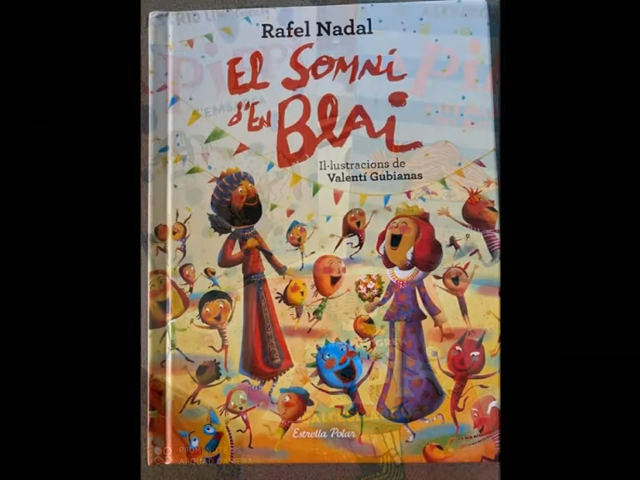 Rafel Nadal
El Somni
d'En
Blai
Il·lustracions de
Valentí Gubianas
Estrella Polar